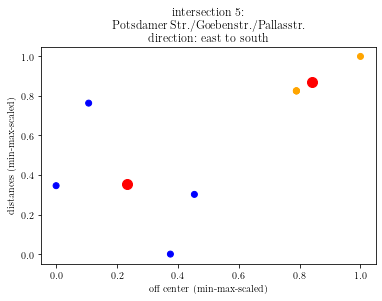 intersection 5:
Potsdamer Str./Goebenstr./Pallasstr.
direction: east to south
1.0
0.8
0.6
0.4
0.2
0.0
distances (min-max-scaled)
0.0 0.2 0.4 0.6 0.8 1.0
off center (min-max-scaled)